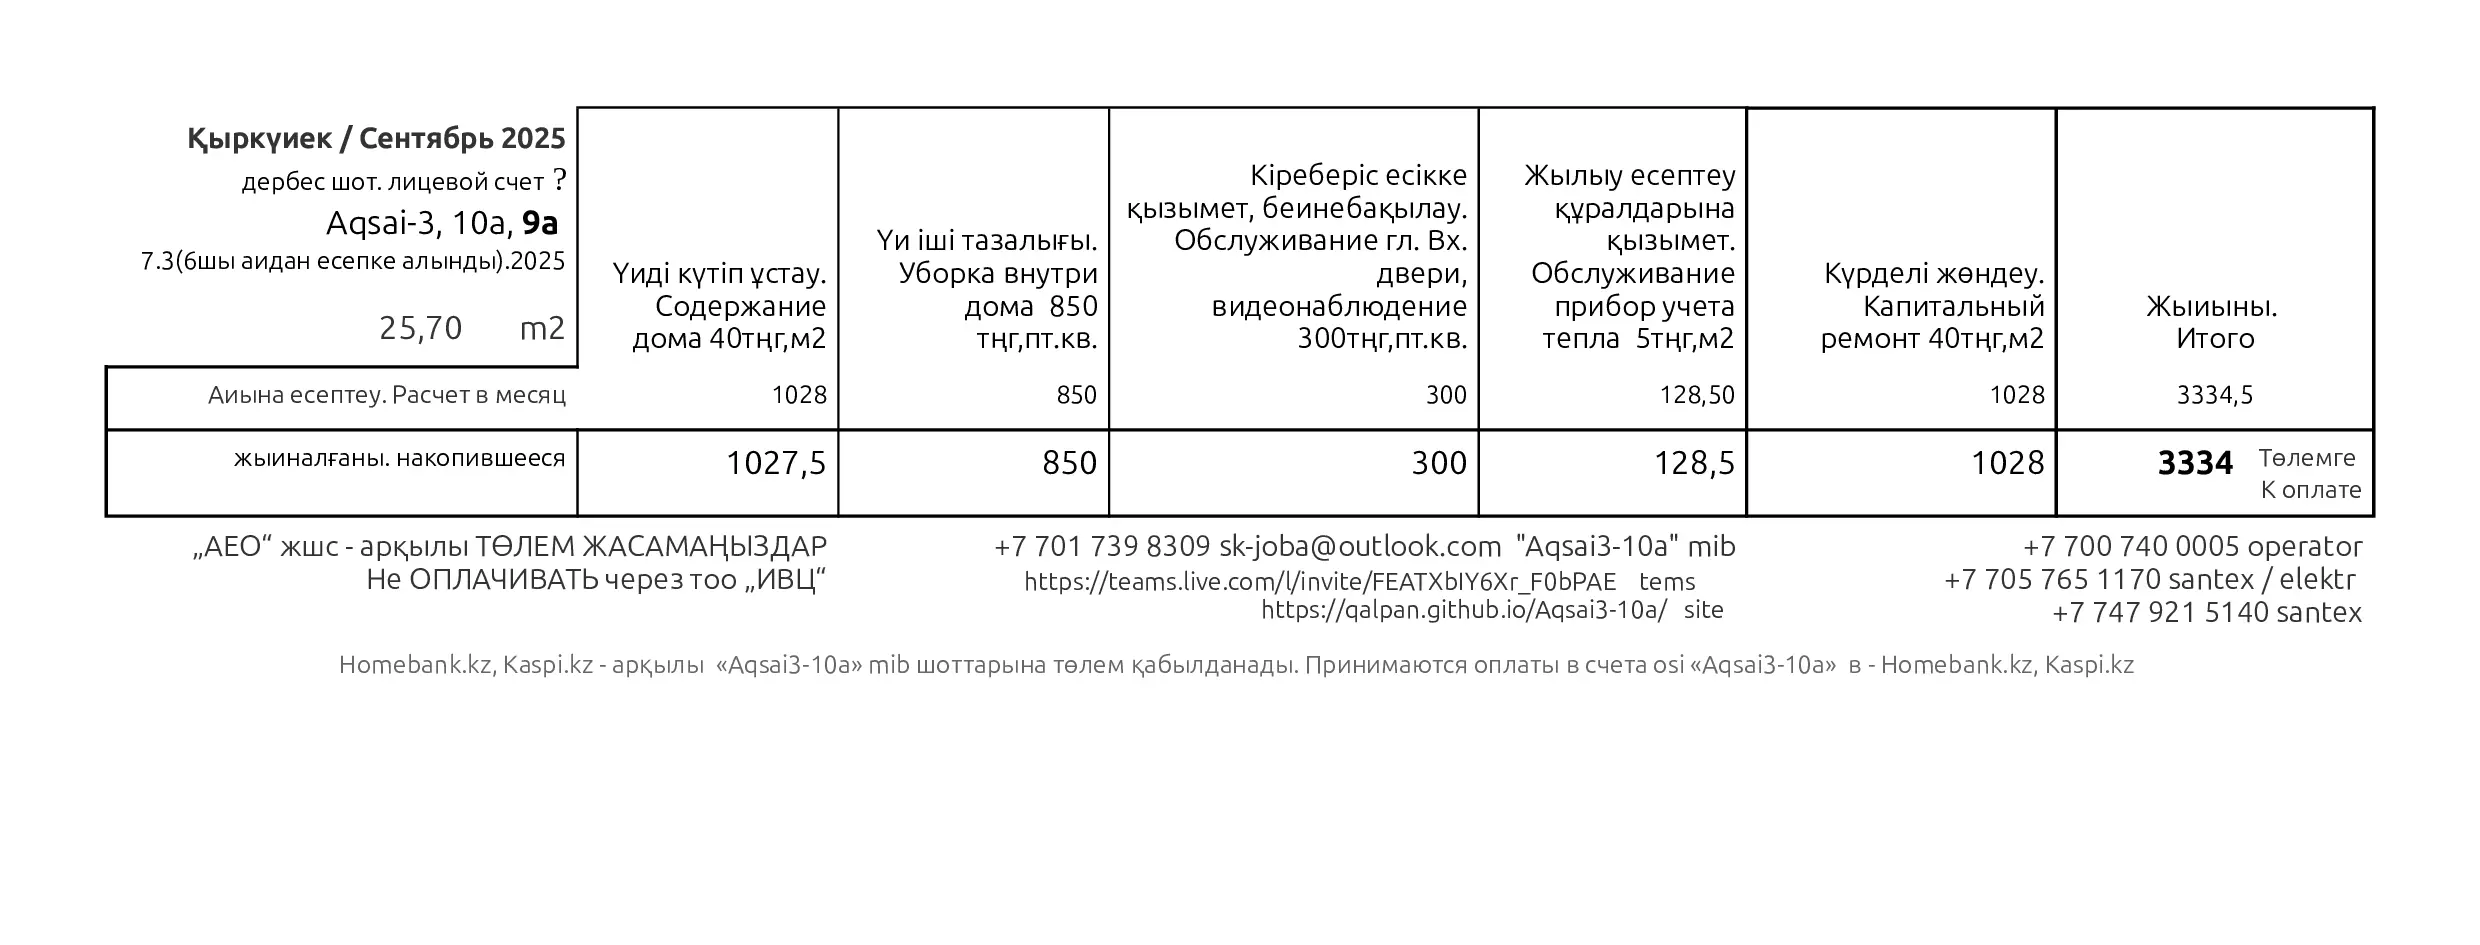 Қыркүиек / Сентябрь 2025
дербес шот. лицевой счет ?
Aqsai-3, 10a, 9a
7.3(6шы аидан есепке алынды).2025
25,70 m2
Үиді күтіп ұстау.
Содержание
дома 40тңг,м2
Үи іші тазалығы.
Уборка внутри
дома 850
тңг,пт.кв.
Кіреберіс есікке
қызымет, беинебақылау.
Обслуживание гл. Вх.
двери,
видеонаблюдение
300тңг,пт.кв.
Жылыу есептеу
құралдарына
қызымет.
Обслуживание
прибор учета
тепла 5тңг,м2
Күрделі жөндеу.
Капитальный
ремонт 40тңг,м2
Жыиыны.
Итого
Аиына есептеу. Расчет в месяц 1028 850 300 128,50 1028 3334,5
жыиналғаны. накопившееся 1027,5 850 300 128,5 1028 3334 Төлемге
К оплате
„АЕО“ жшс - арқылы ТӨЛЕМ ЖАСАМАҢЫЗДАР
Не ОПЛАЧИВАТЬ через тоо „ИВЦ“
+7 701 739 8309 sk-joba@outlook.com "Aqsai3-10a" mib
https://teams.live.com/l/invite/FEATXbIY6Xr_F0bPAE tems
https://qalpan.github.io/Aqsai3-10a/ site
+7 700 740 0005 operator
+7 705 765 1170 santex / elektr
+7 747 921 5140 santex
Homebank.kz, Kaspi.kz - арқылы «Aqsai3-10a» mib шоттарына төлем қабылданады. Принимаются оплаты в счета osi «Aqsai3-10a» в - Homebank.kz, Kaspi.kz